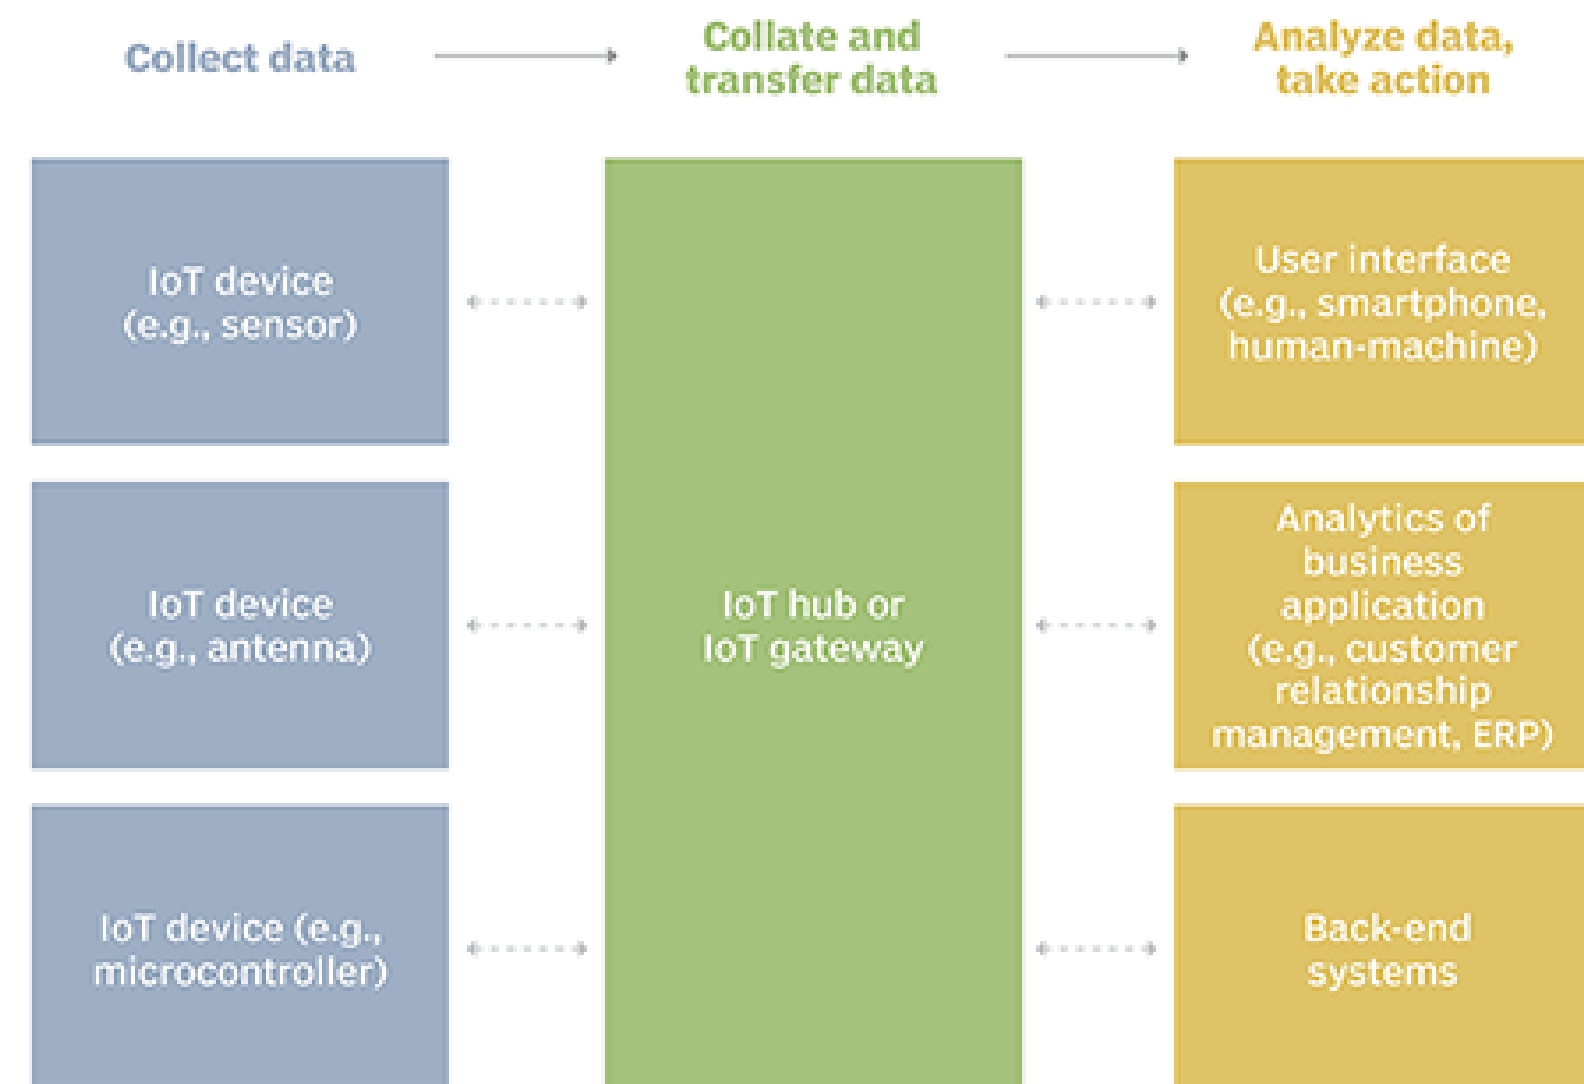 Collect data
Collate and
transfer data
Analyze data,
take action
IoT device
(e.g., sensor)
IoT device
(e.g., antenna)
IoT device (e.g.,
microcontroller)
IoT hub or
IoT gateway
User interface
(e.g., smartphone,
human-machine)
Analytics of
business
application
(e.g., customer
relationship
management, ERP)
Back-end
systems